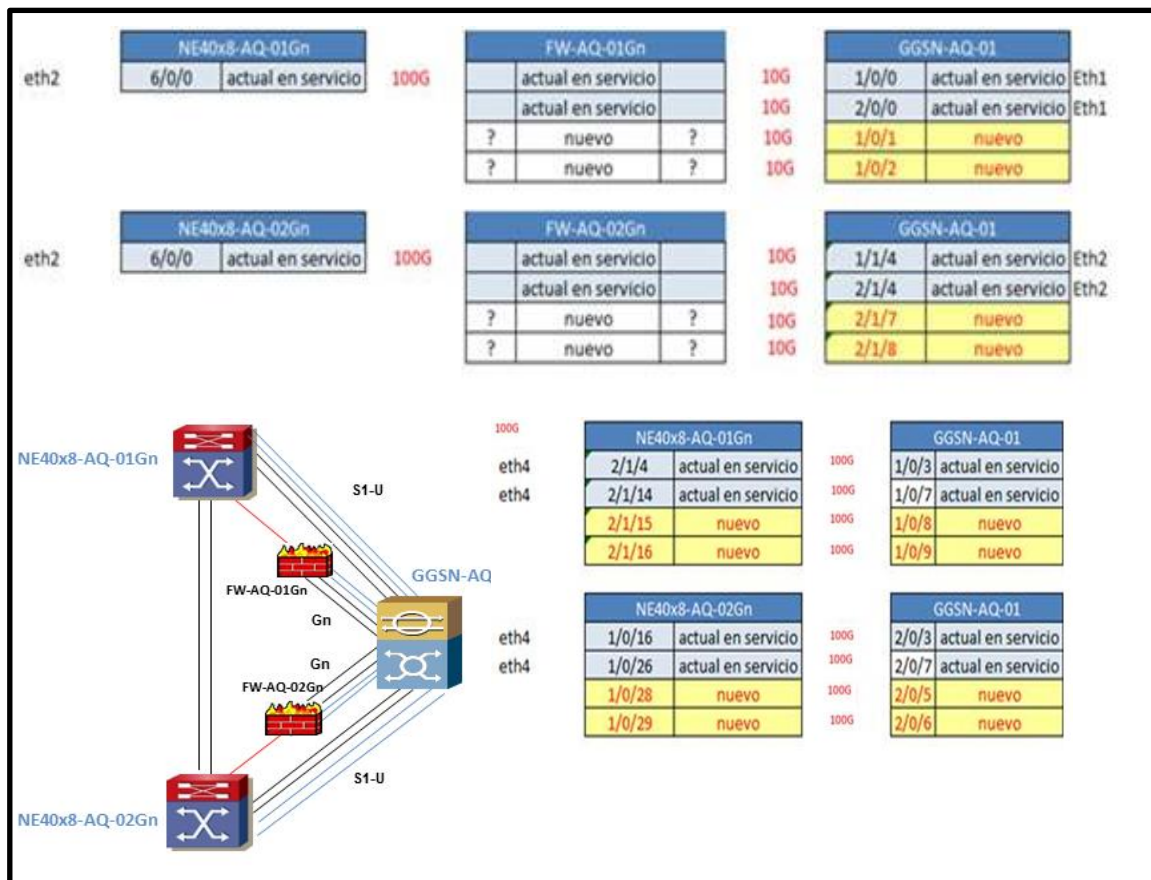 NE40x8-AQ-01Gn FW-AQ-01Gn GGSN-AQ-01
eth2 6/0/0 actual en servicio 100G actual en servicio 10G 1/0/0 actual en servicio Eth1
actual en servicio 10G 2/0/0 actual en servicio Eth1
? nuevo ? 10G 1/0/1 nuevo
? nuevo ? 10G 1/0/2 nuevo
NE40x8-AQ-02Gn FW-AQ-02Gn GGSN-AQ-01
eth2 6/0/0 actual en servicio 100G actual en servicio 10G 1/1/4 actual en servicio Eth2
actual en servicio 10G 2/1/4 actual en servicio Eth2
? nuevo ? 10G 2/1/7 nuevo
? nuevo ? 10G 2/1/8 nuevo
NE40x8-AQ-01Gn
S1-U
FW-AQ-01Gn
GGSN-AQ
Gn
Gn
FW-AQ-02Gn
S1-U
NE40x8-AQ-02Gn
100G NE40x8-AQ-01Gn GGSN-AQ-01
eth4 2/1/4 actual en servicio 100G 1/0/3 actual en servicio
eth4 2/1/14 actual en servicio 100G 1/0/7 actual en servicio
2/1/15 nuevo 100G 1/0/8 nuevo
2/1/16 nuevo 100G 1/0/9 nuevo
NE40x8-AQ-02Gn GGSN-AQ-01
eth4 1/0/16 actual en servicio 100G 2/0/3 actual en servicio
eth4 1/0/26 actual en servicio 100G 2/0/7 actual en servicio
1/0/28 nuevo 100G 2/0/5 nuevo
1/0/29 nuevo 100G 2/0/6 nuevo